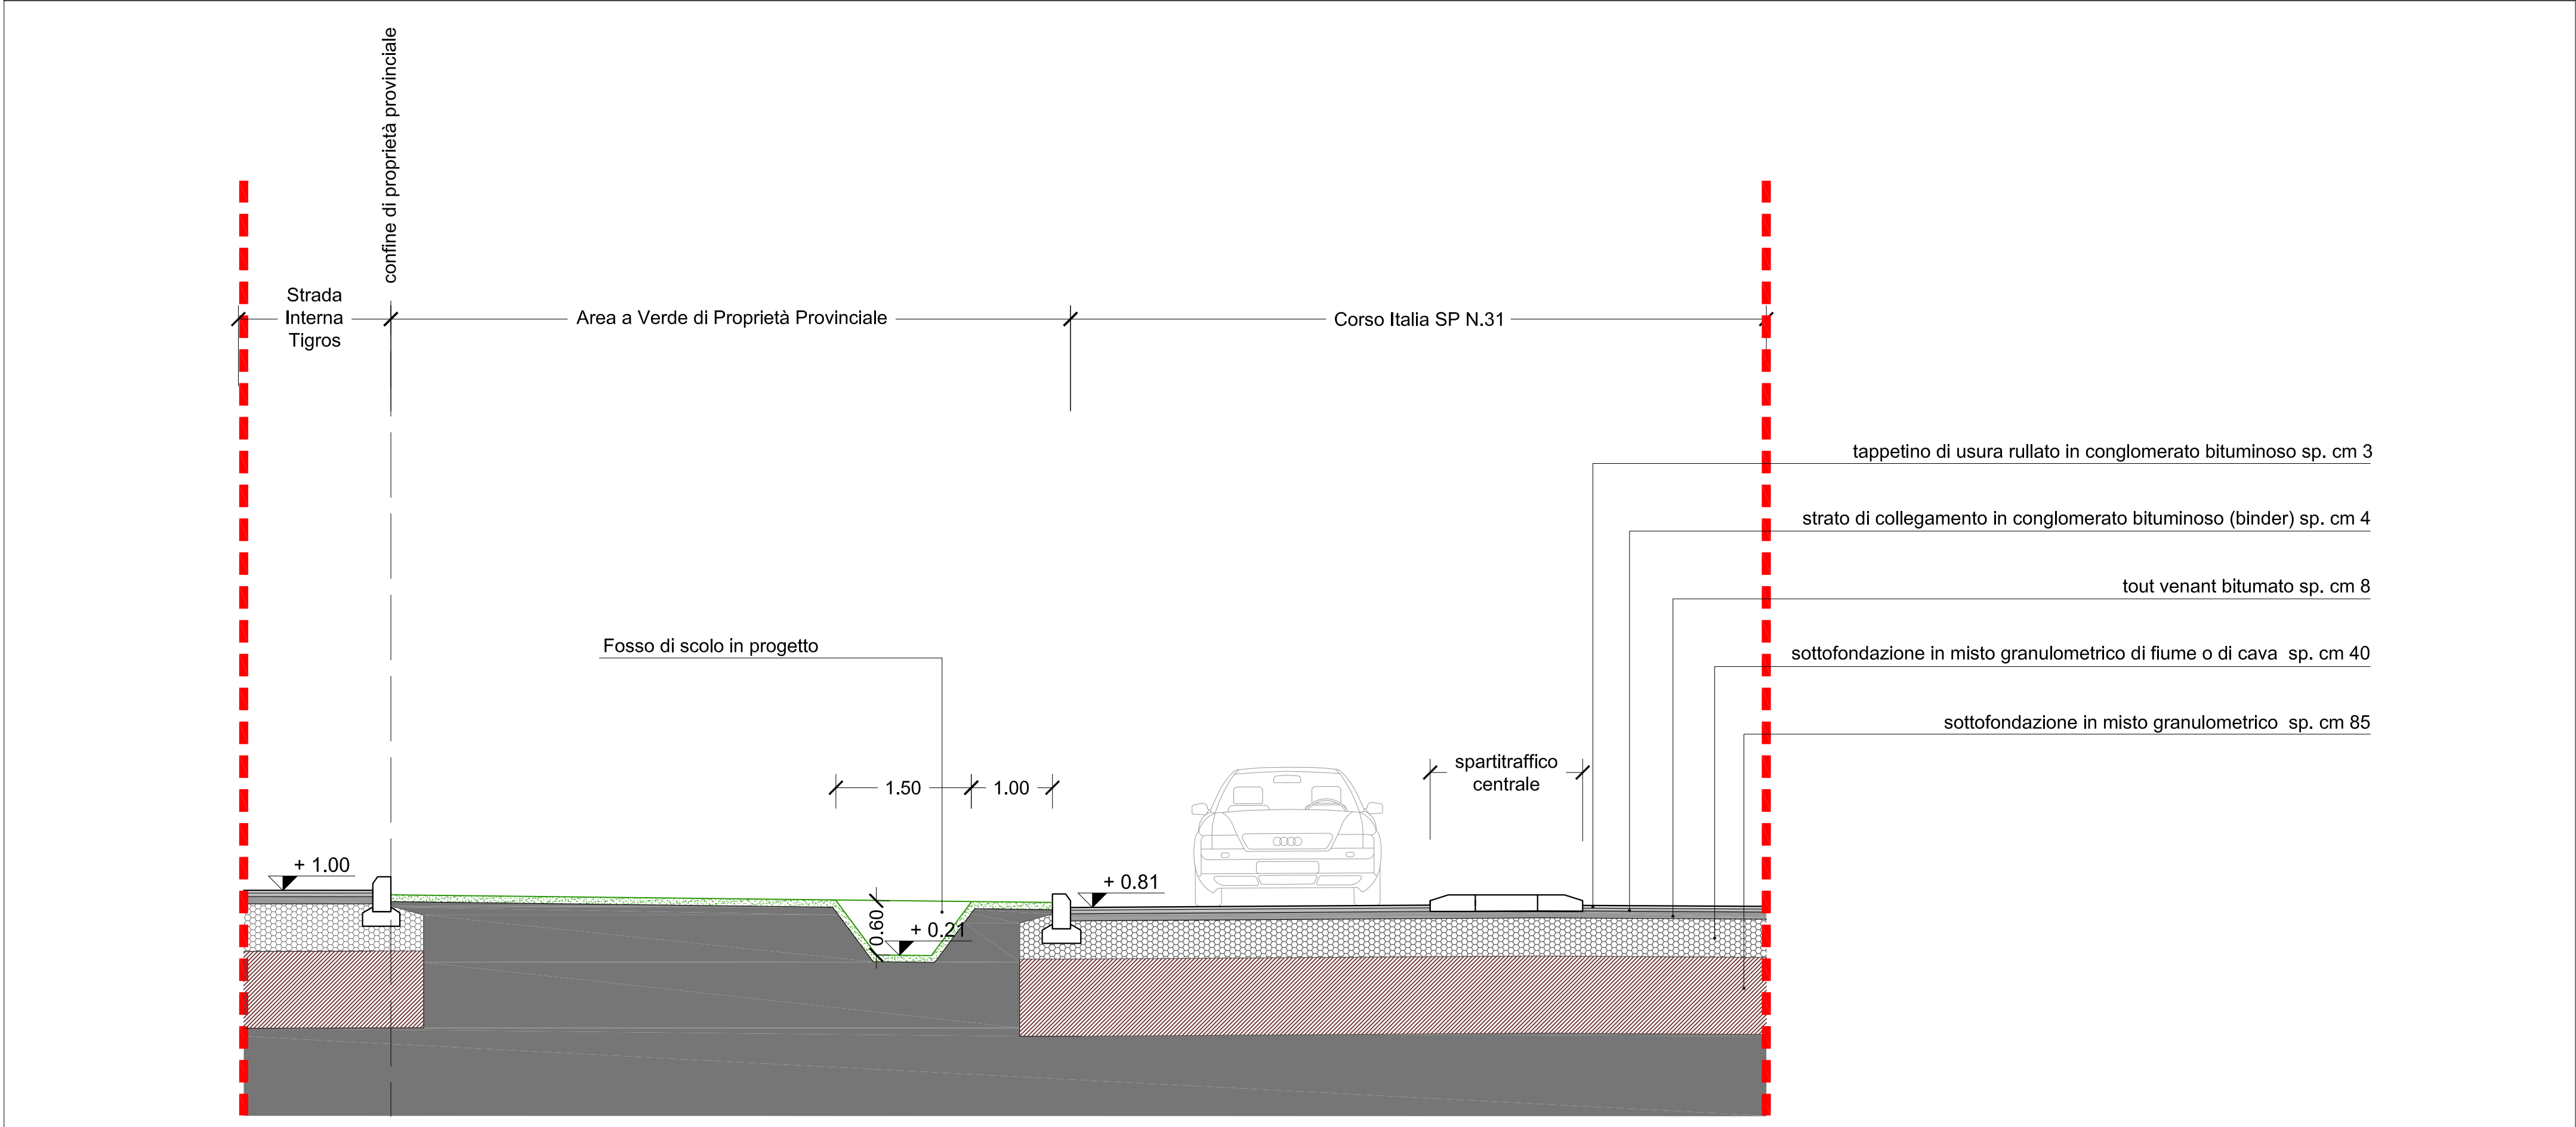 confine di proprietà provinciale
Strada
Interna
Tigros
Area a Verde di Proprietà Provinciale
Corso Italia SP N.31
tappetino di usura rullato in conglomerato bituminoso sp. cm 3
strato di collegamento in conglomerato bituminoso (binder) sp. cm 4
tout venant bitumato sp. cm 8
sottofondazione in misto granulometrico di fiume o di cava sp. cm 40
sottofondazione in misto granulometrico sp. cm 85
Fosso di scolo in progetto
spartitraffico
centrale
1.50
1.00
+ 1.00
+ 0.81
0.60
+ 0.21